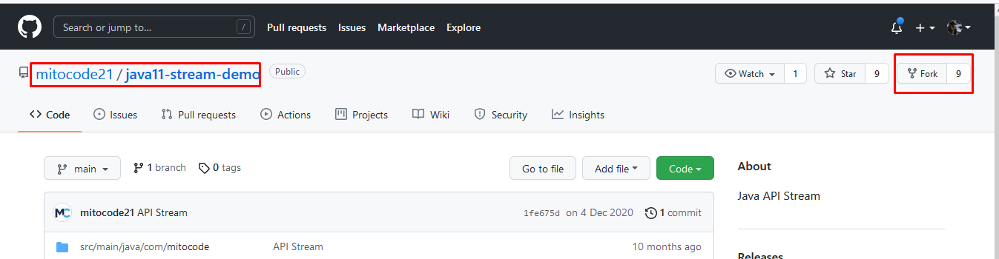 Search or jump to... / Pull requests Issues Marketplace Explore
mitocode21 / java11-stream-demo Public Watch 1 Star 9 Fork 9
Code Issues Pull requests Actions Projects Wiki Security Insights
main 1 branch 0 tags Go to file Add file Code
About
Java API Stream
MC mitocode21 API Stream 1fe675d on 4 Dec 2020 1 commit
src/main/java/com/mitocode API Stream 10 months ago
Releases